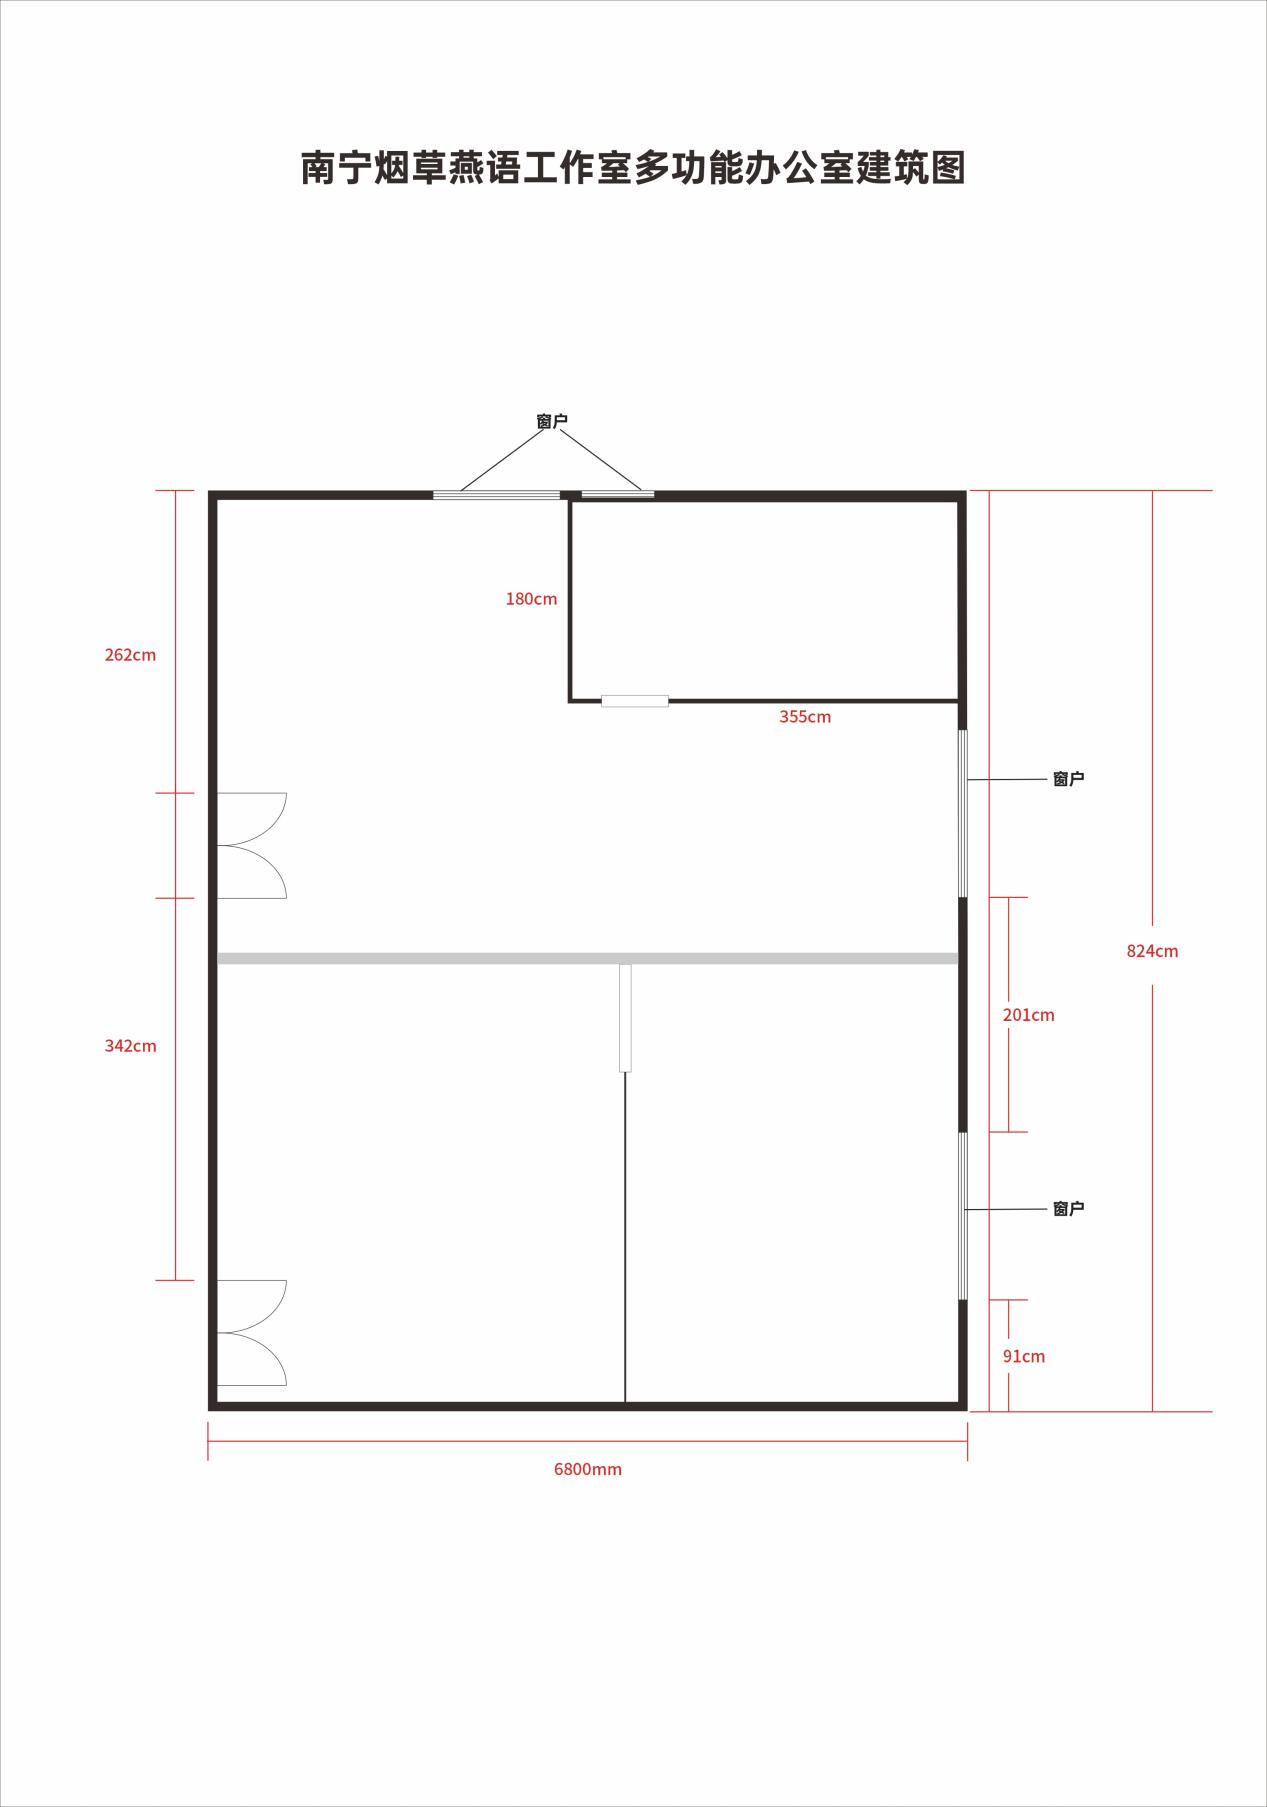 南宁烟草燕语工作室多功能办公室建筑图
窗户
180cm
262cm
355cm
窗户
824cm
201cm
342cm
窗户
91cm
6800mm